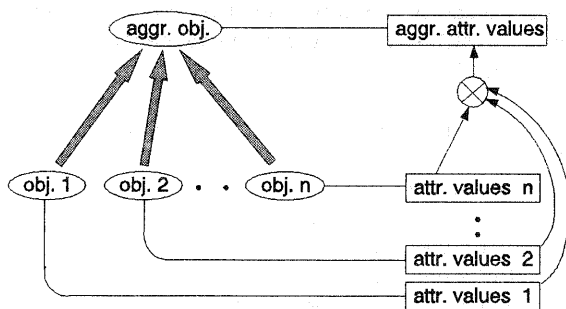 aggr. obj.
aggr. attr. values
obj. 1
obj. 2
. .
obj. n
attr. values n
:
attr. values 2
attr. values 1